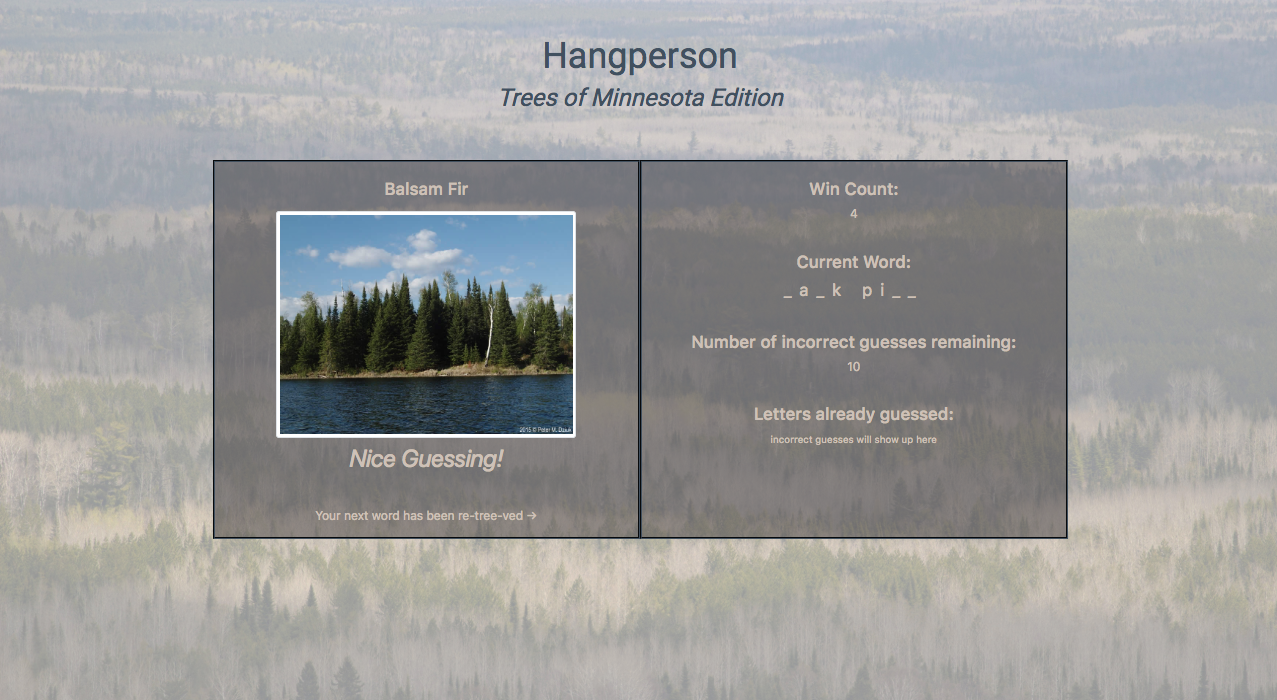 Hangperson
Trees of Minnesota Edition
Balsam Fir
2015 © Peter M. Dziuk
Nice Guessing!
Your next word has been re-tree-ved →
Win Count:
4
Current Word:
_ a _ k   p i _ _
Number of incorrect guesses remaining:
10
Letters already guessed:
incorrect guesses will show up here